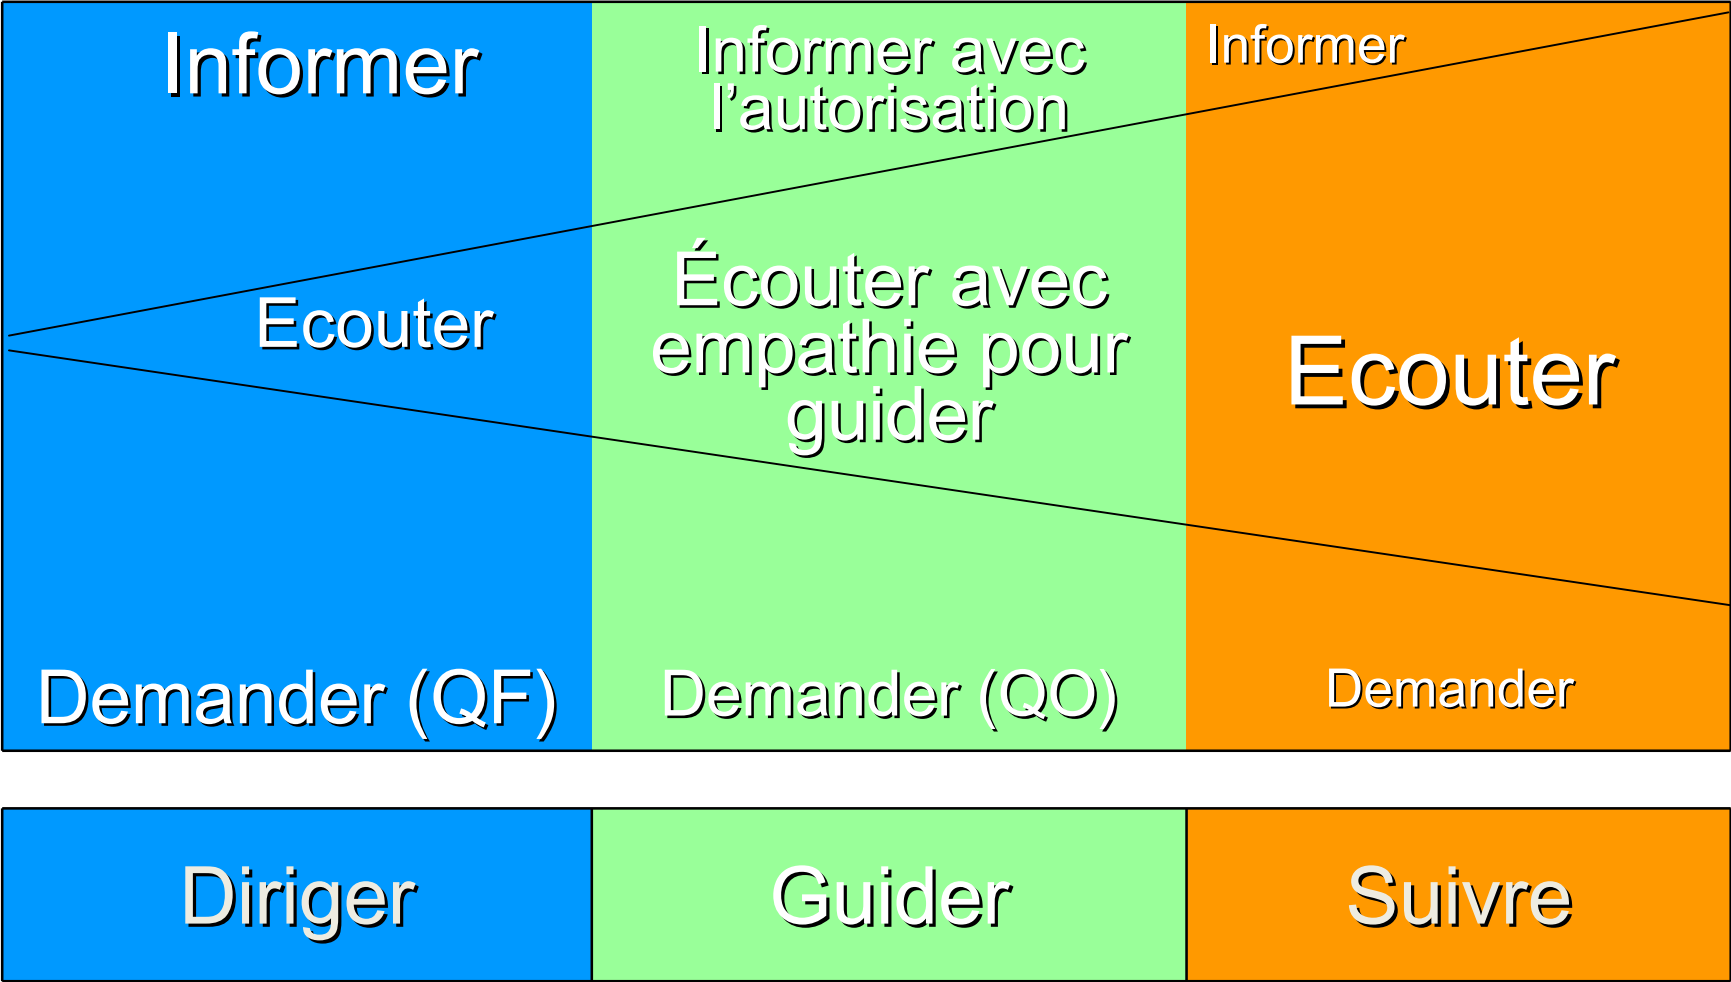 Informer
Informer avec
l’autorisation
Informer
Ecouter
Écouter avec
empathie pour
guider
Ecouter
Demander (QF)
Demander (QO)
Demander
Diriger
Guider
Suivre